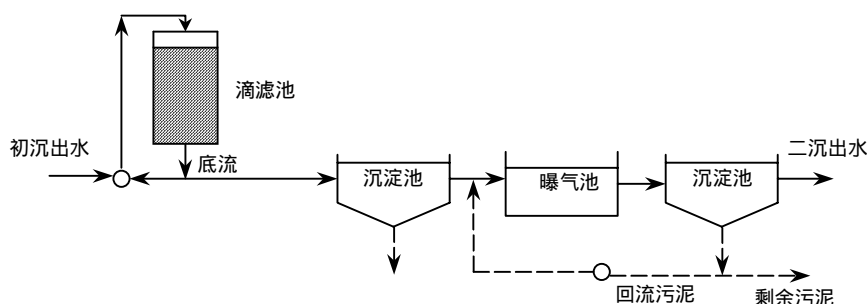 滴滤池
初沉出水
底流
沉淀池
曝气池
沉淀池
二沉出水
回流污泥
剩余污泥